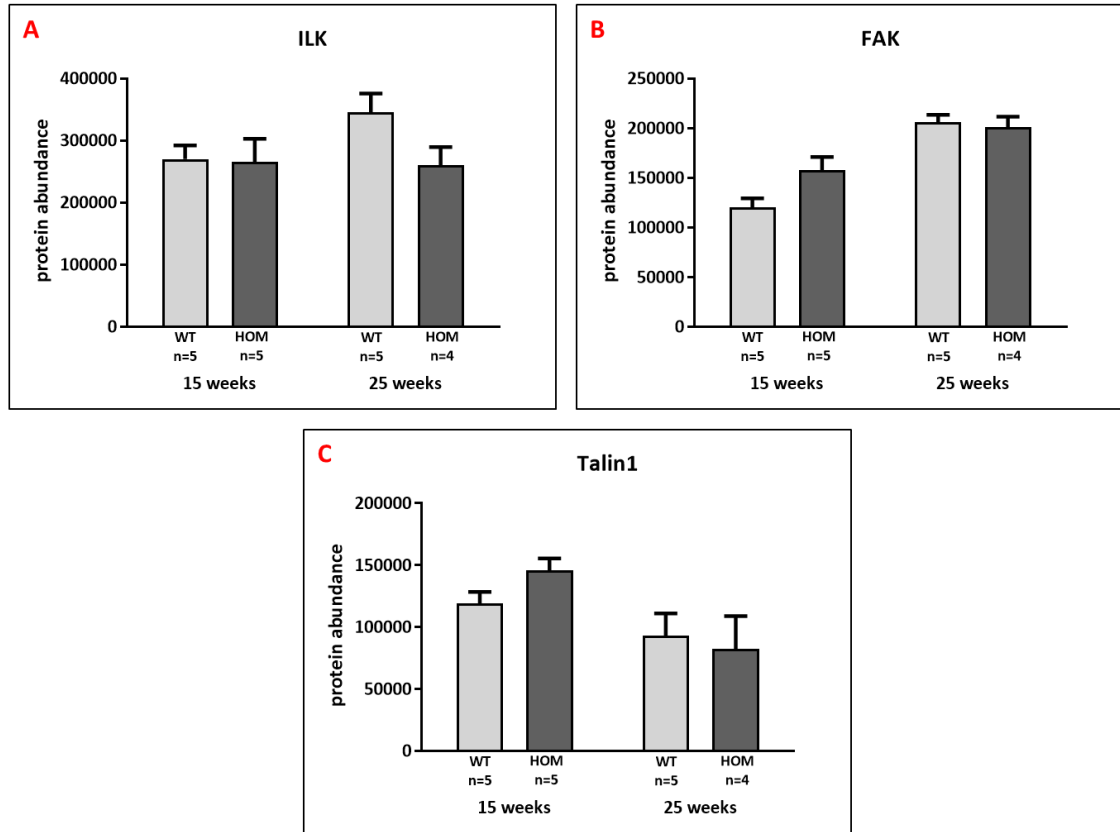 A
ILK
protein abundance
400000
300000
200000
100000
0
WT HOM WT HOM
n=5 n=5 n=5 n=4
15 weeks 25 weeks
B
FAK
protein abundance
250000
200000
150000
100000
50000
0
WT HOM WT HOM
n=5 n=5 n=5 n=4
15 weeks 25 weeks
C
Talin1
protein abundance
200000
150000
100000
50000
0
WT HOM WT HOM
n=5 n=5 n=5 n=4
15 weeks 25 weeks